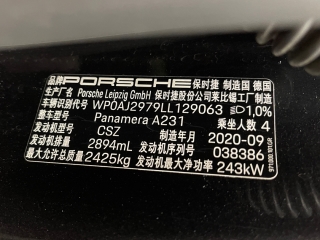 品牌 PORSCHE 保时捷 制造国 德国
Porsche Leipzig GmbH 保时捷股份公司莱比锡工厂制造
车辆识别代号 WP0AJ2979LL129063 1,0%
车辆型号 Panamera A231 乘坐人数 4
发动机型号 CSZ 制造年月 2020-09
发动机排量 2894mL 发动机序列号 038386
最大允许总质量 2425kg 发动机最大净功率 243kW